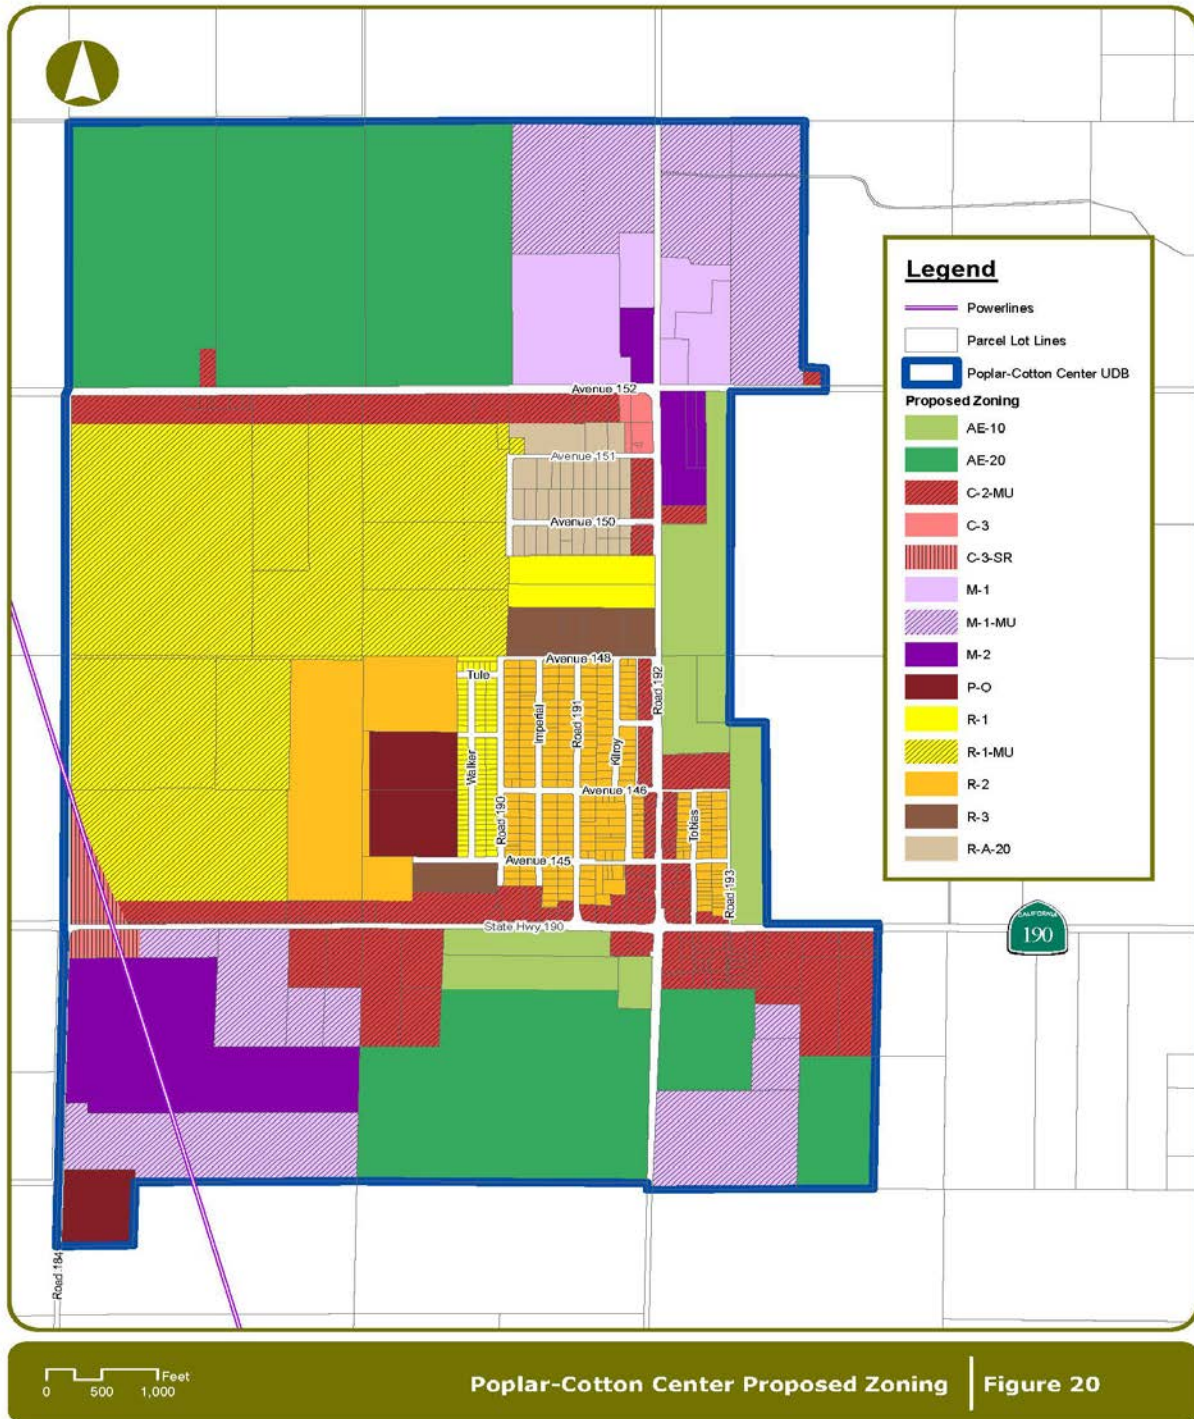 Legend
Powerlines
Parcel Lot Lines
Poplar-Cotton Center UDB
Proposed Zoning
AE-10
AE-20
C-2-MU
C-3
C-3-SR
M-1
M-1-MU
M-2
P-O
R-1
R-1-MU
R-2
R-3
R-A-20
Avenue 152
Avenue 151
Avenue 150
Avenue 148
Tule
Imperial
Road 191
Road 192
Walker
Kilroy
Avenue 146
Road 190
Tobias
Avenue 145
Road 193
State Hwy 190
CALIFORNIA
190
Road 184
Feet
0 500 1,000
Poplar-Cotton Center Proposed Zoning Figure 20